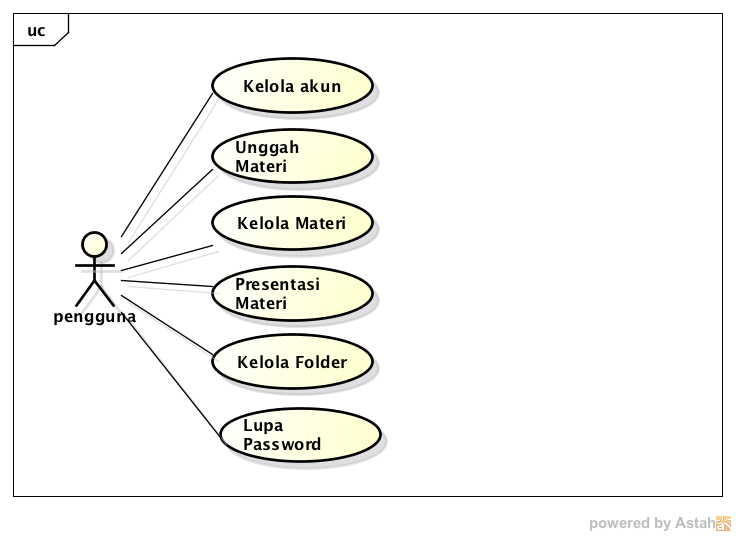 uc
Kelola akun
Unggah
Materi
Kelola Materi
Presentasi
Materi
pengguna
Kelola Folder
Lupa
Password
powered by Astah